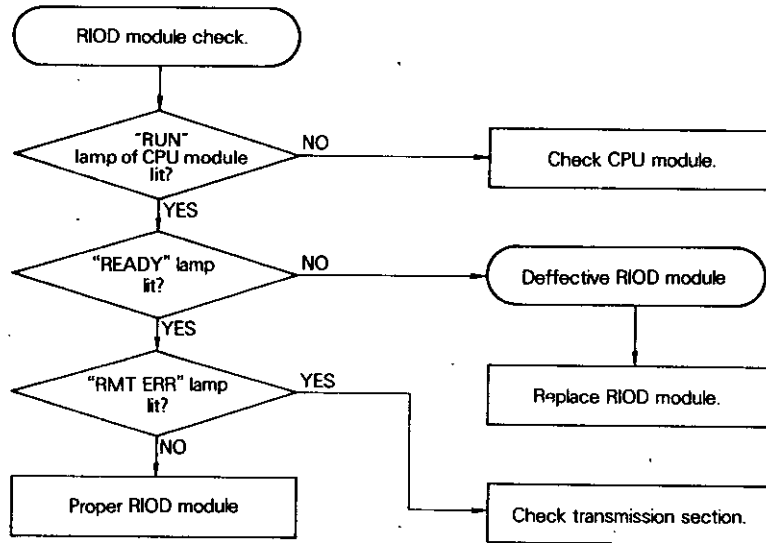 RIOD module check.
"RUN"
lamp of CPU module
lit?
NO
Check CPU module.
YES
"READY" lamp
lit?
NO
Deffective RIOD module
YES
"RMT ERR" lamp
lit?
YES
Replace RIOD module.
NO
Proper RIOD module
Check transmission section.